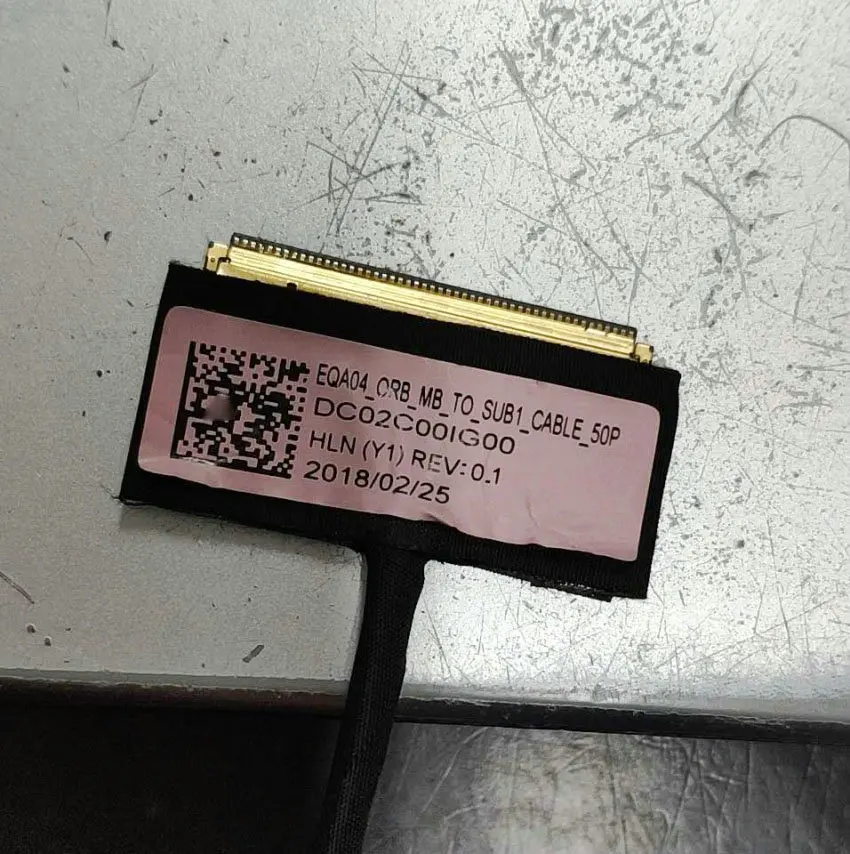 EQA04_ORB_MB_TO_SUB1_CABLE_50P
DC02C00IG00
HLN (Y1) REV: 0.1
2018/02/25